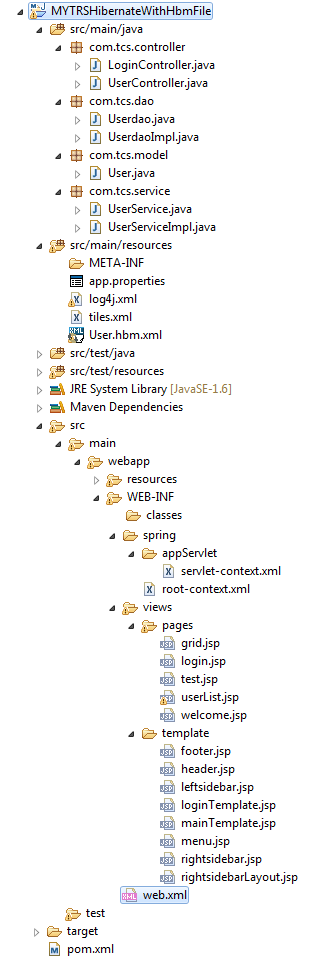 MYTRSHibernateWithHbmFile
src/main/java
com.tcs.controller
LoginController.java
UserController.java
com.tcs.dao
Userdao.java
UserdaoImpl.java
com.tcs.model
User.java
com.tcs.service
UserService.java
UserServiceImpl.java
src/main/resources
META-INF
app.properties
log4j.xml
tiles.xml
User.hbm.xml
src/test/java
src/test/resources
JRE System Library [JavaSE-1.6]
Maven Dependencies
src
main
webapp
resources
WEB-INF
classes
spring
appServlet
servlet-context.xml
root-context.xml
views
pages
grid.jsp
login.jsp
test.jsp
userList.jsp
welcome.jsp
template
footer.jsp
header.jsp
leftsidebar.jsp
loginTemplate.jsp
mainTemplate.jsp
menu.jsp
rightsidebar.jsp
rightsidebarLayout.jsp
web.xml
test
target
pom.xml